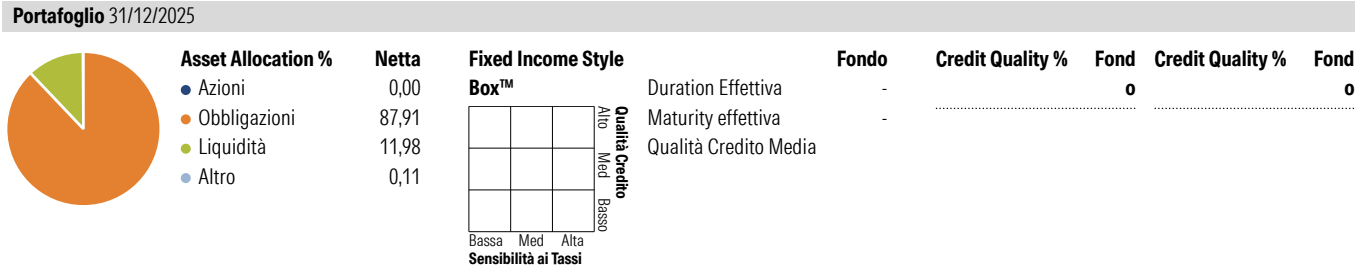 Portafoglio 31/12/2025
Asset Allocation % Netta
Azioni 0,00
Obbligazioni 87,91
Liquidità 11,98
Altro 0,11
Fixed Income Style
Box™
Alto Med Basso
Qualità Credito
Bassa Med Alta
Sensibilità ai Tassi
Fondo
Duration Effettiva -
Maturity effettiva -
Qualità Credito Media
Credit Quality % Fond
o
Credit Quality % Fond
o